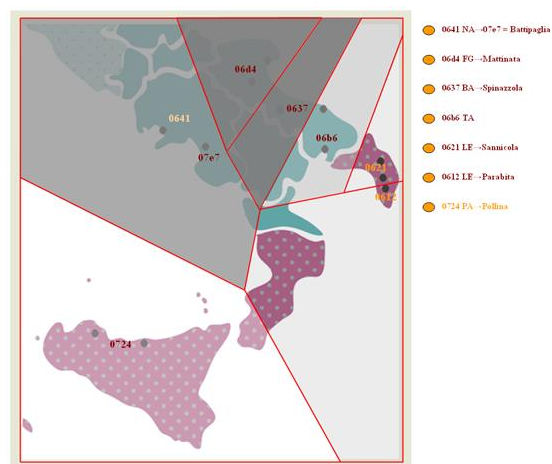 06d4
0637
0641
06b6
07e7
0621
0612
0724
0641 NA→07e7 = Battipaglia
06d4 FG→Mattinata
0637 BA→Spinazzola
06b6 TA
0621 LE→Sannicola
0612 LE→Parabita
0724 PA→Pollina